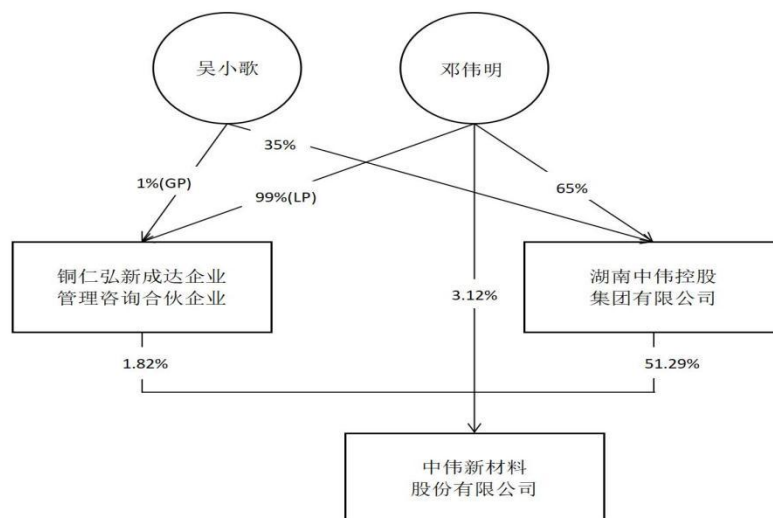 吴小歌
邓伟明
35%
1%(GP)
99%(LP)
65%
铜仁弘新成达企业
管理咨询合伙企业
3.12%
湖南中伟控股
集团有限公司
1.82%
51.29%
中伟新材料
股份有限公司